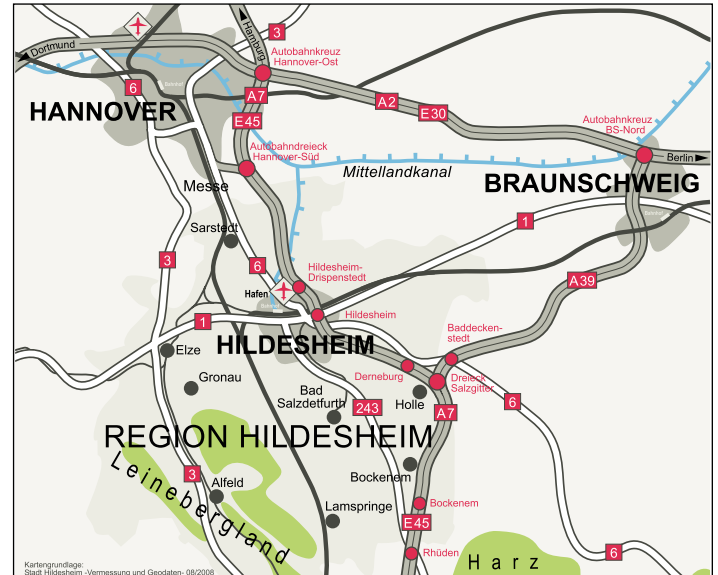 Dortmund
Hamburg
3
Autobahnkreuz
Hannover-Ost
6
Bahnhof
A7
A2
E30
HANNOVER
E45
Autobahnkreuz
BS-Nord
Autobahndreieck
Hannover-Süd
Berlin
Mittellandkanal
BRAUNSCHWEIG
Messe
Bahnhof
Sarstedt
1
3
6
Hildesheim-
Drispenstedt
A39
Hafen
Bahnhof
Hildesheim
1
Baddecken-
stedt
HILDESHEIM
Elze
Derneburg
Dreieck
Salzgitter
Gronau
Bad
Salzdetfurth
243
Holle
6
A7
REGION HILDESHEIM
Leinebergland
3
Bockenem
Alfeld
Bockenem
Lamspringe
E45
Rhüden
6
Harz
Kartengrundlage:
Stadt Hildesheim -Vermessung und Geodaten- 08/2008